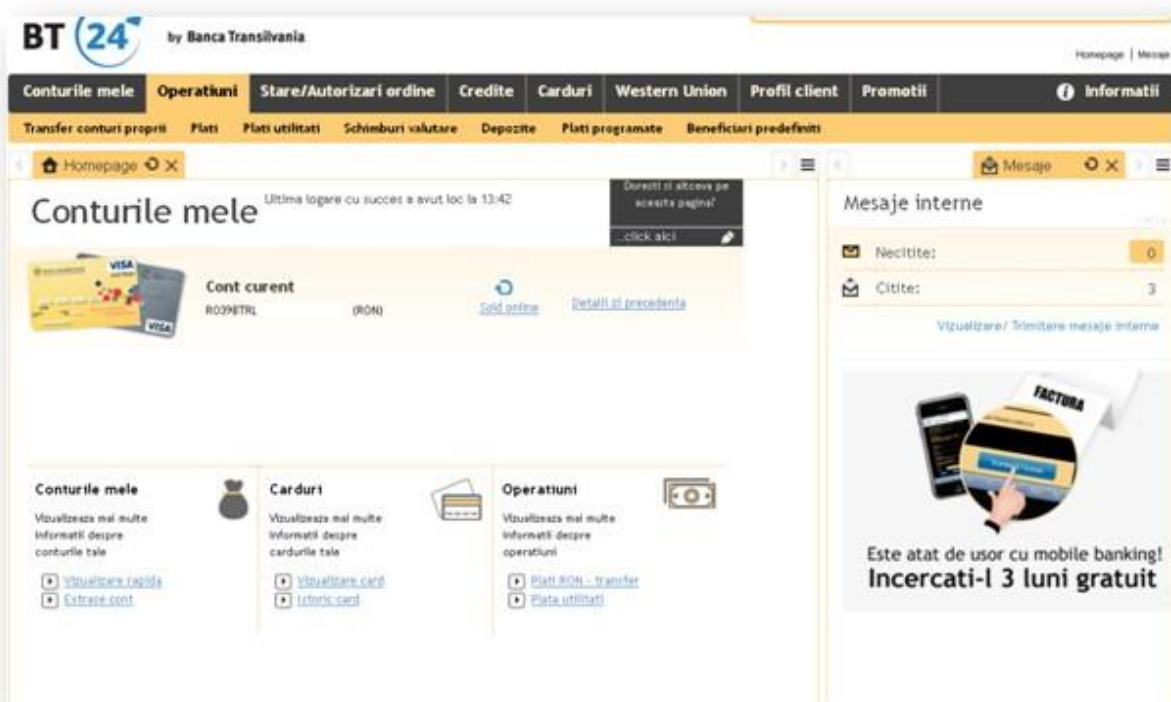 BT 24 by Banca Transilvania
Homepage | Mesaje
Conturile mele Operatiuni Stare/Autorizari ordine Credite Carduri Western Union Profil client Promotii i Informatii
Transfer conturi proprii Plati Plati utilitati Schimburi valutare Depozite Plati programate Beneficiari predefiniti
Homepage
Mesaje
Conturile mele
Ultima logare cu succes a avut loc la 13:42
Doresti si altceva pe
aceasta pagina?
...click aici
VISA
VISA
Cont curent
RO39BTRL (RON)
Sold online
Detalii zi precedenta
Mesaje interne
Necitite: 0
Citite: 3
Vizualizare/ Trimitere mesaje interne
FACTURA
Este atat de usor cu mobile banking!
Incercati-l 3 luni gratuit
Conturile mele
Vizualizeaza mai multe
informatii despre
conturile tale
Vizualizare rapida
Extrase cont
Carduri
Vizualizeaza mai multe
informatii despre
cardurile tale
Vizualizare card
Istoric card
Operatiuni
Vizualizeaza mai multe
informatii despre
operatiuni
Plati RON - transfer
Plata utilitati